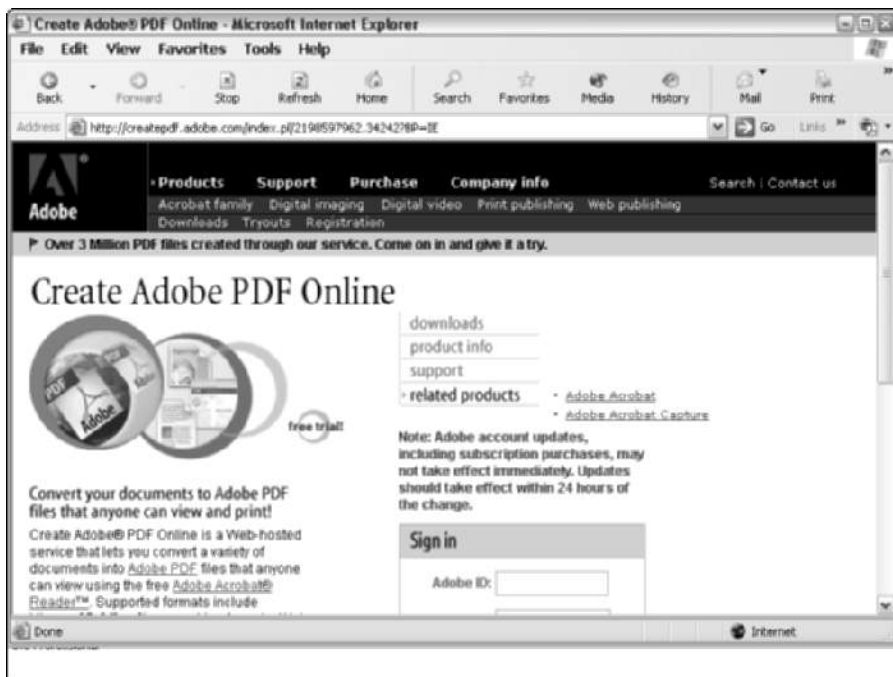 Create Adobe® PDF Online - Microsoft Internet Explorer
File Edit View Favorites Tools Help
Back Forward Stop Refresh Home Search Favorites Media History Mail Print
Address http://createpdf.adobe.com/index.pl/2198597962.34242?BP=IE Go Links
Products Support Purchase Company info Search | Contact us
Adobe
Acrobat family Digital imaging Digital video Print publishing Web publishing
Downloads Tryouts Registration
Over 3 Million PDF files created through our service. Come on in and give it a try.
Create Adobe PDF Online
downloads
product info
support
related products
· Adobe Acrobat
· Adobe Acrobat Capture
PDF
Adobe
free trial!
Note: Adobe account updates,
including subscription purchases, may
not take effect immediately. Updates
should take effect within 24 hours of
the change.
Convert your documents to Adobe PDF
files that anyone can view and print!
Create Adobe® PDF Online is a Web-hosted
service that lets you convert a variety of
documents into Adobe PDF files that anyone
can view using the free Adobe Acrobat®
Reader™. Supported formats include
Sign in
Adobe ID:
Done Internet